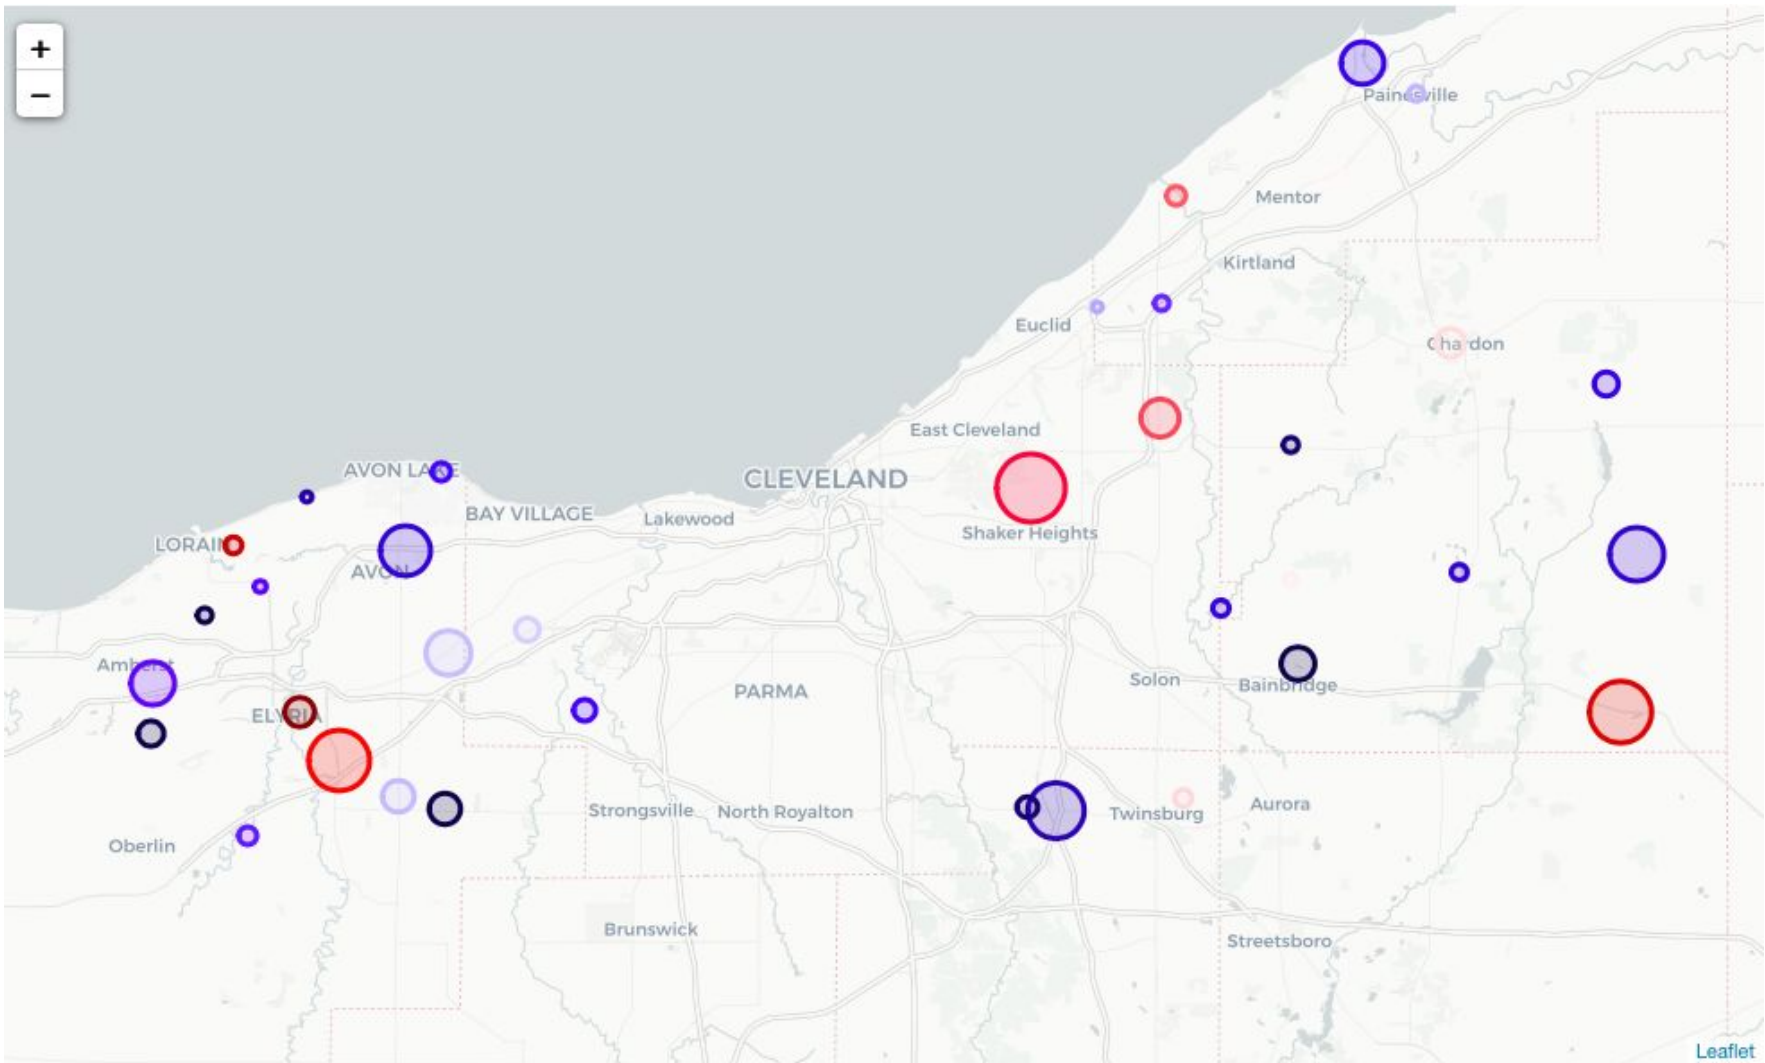 +
−
Painesville
Mentor
Kirtland
Euclid
Chardon
East Cleveland
AVON LAKE
CLEVELAND
BAY VILLAGE
Lakewood
Shaker Heights
LORAIN
AVON
Amherst
Solon
Bainbridge
PARMA
ELYRIA
Strongsville
North Royalton
Twinsburg
Aurora
Oberlin
Brunswick
Streetsboro
Leaflet